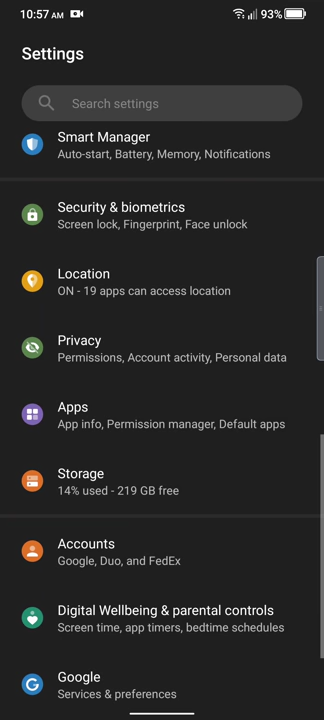 10:57 AM 93%
Settings
Search settings
Smart Manager
Auto-start, Battery, Memory, Notifications
Security & biometrics
Screen lock, Fingerprint, Face unlock
Location
ON - 19 apps can access location
Privacy
Permissions, Account activity, Personal data
Apps
App info, Permission manager, Default apps
Storage
14% used - 219 GB free
Accounts
Google, Duo, and FedEx
Digital Wellbeing & parental controls
Screen time, app timers, bedtime schedules
G Google
Services & preferences